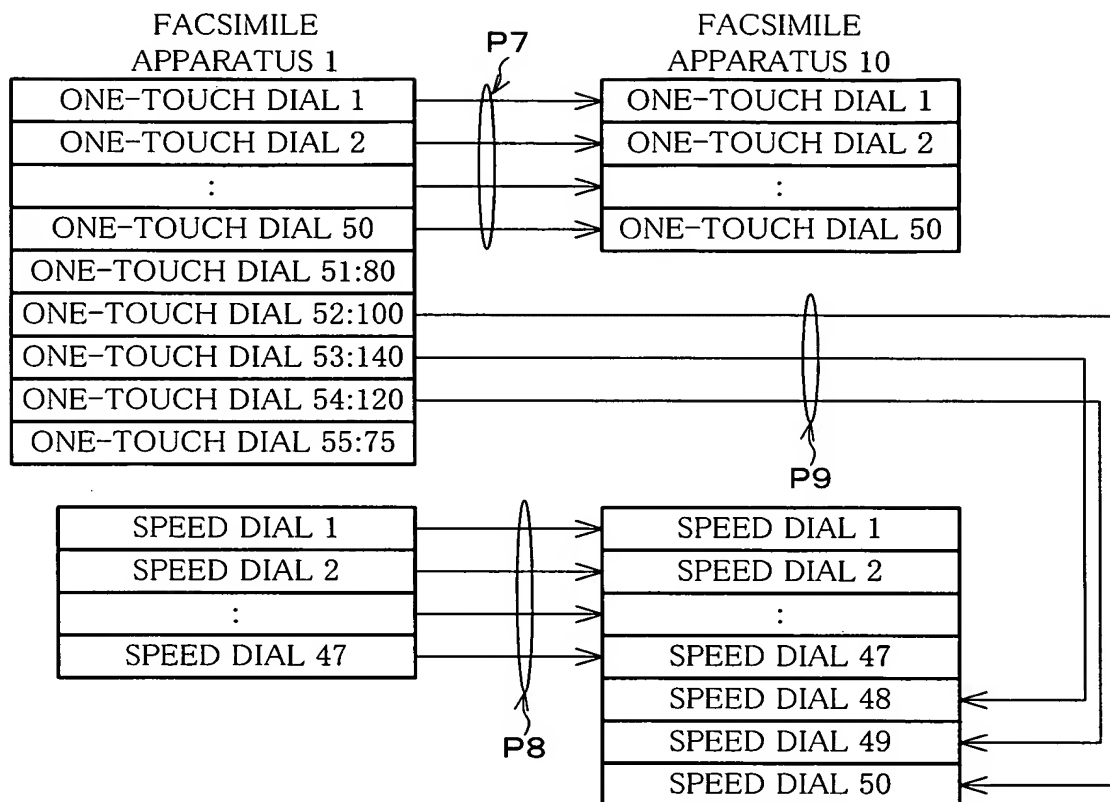 FACSIMILE
APPARATUS 1
ONE-TOUCH DIAL 1
ONE-TOUCH DIAL 2
:
ONE-TOUCH DIAL 50
ONE-TOUCH DIAL 51:80
ONE-TOUCH DIAL 52:100
ONE-TOUCH DIAL 53:140
ONE-TOUCH DIAL 54:120
ONE-TOUCH DIAL 55:75
P7
FACSIMILE
APPARATUS 10
ONE-TOUCH DIAL 1
ONE-TOUCH DIAL 2
:
ONE-TOUCH DIAL 50
P9
SPEED DIAL 1
SPEED DIAL 2
:
SPEED DIAL 47
P8
SPEED DIAL 1
SPEED DIAL 2
:
SPEED DIAL 47
SPEED DIAL 48
SPEED DIAL 49
SPEED DIAL 50